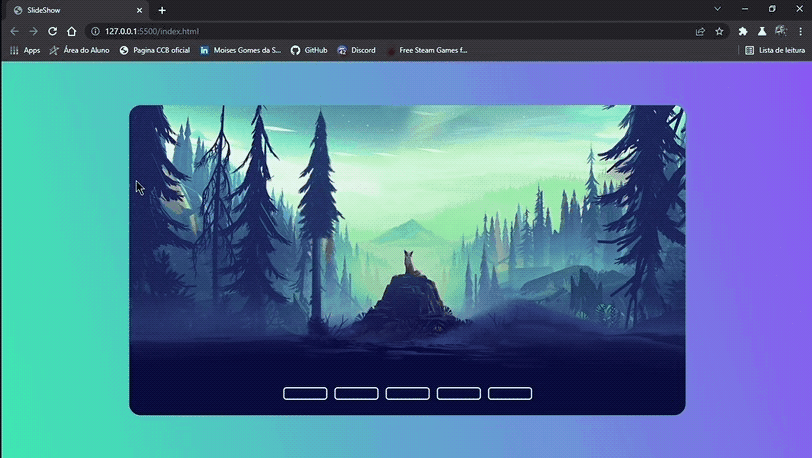 SlideShow
127.0.0.1:5500/index.html
Apps Área do Aluno Pagina CCB oficial Moises Gomes da S... GitHub Discord Free Steam Games f... Lista de leitura